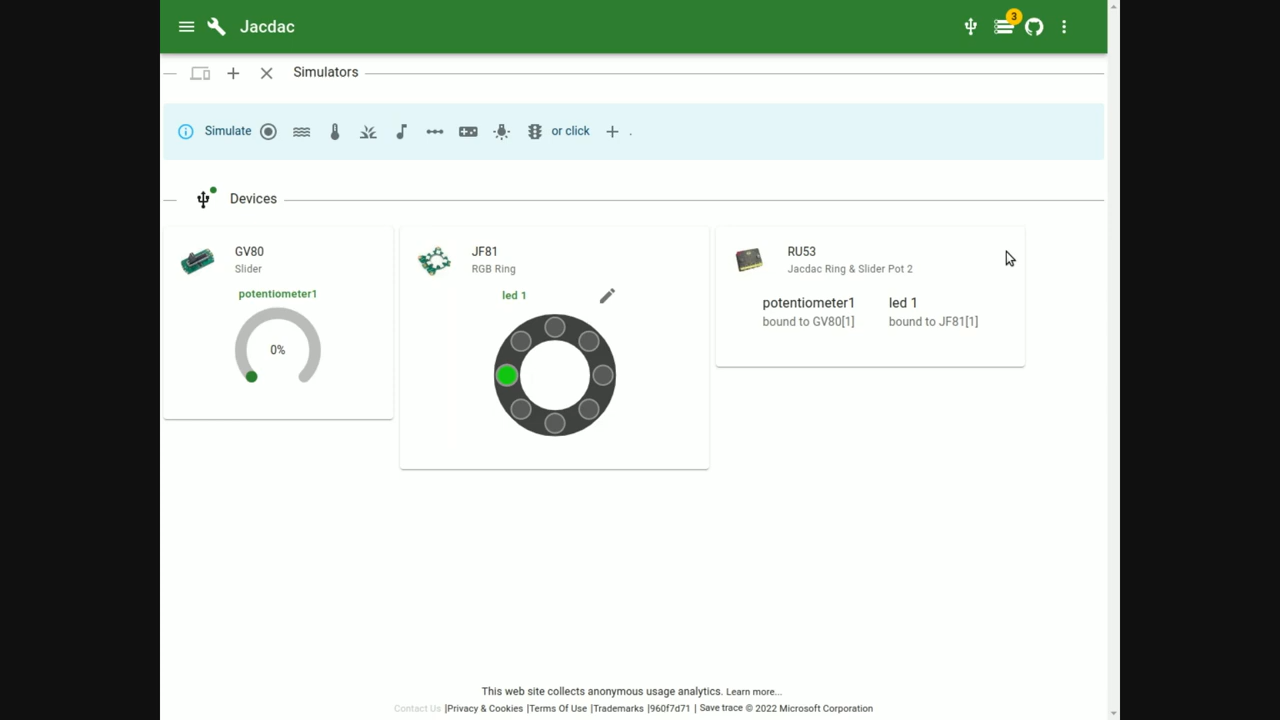 Jacdac
3
Simulators
Simulate or click .
Devices
GV80
Slider
potentiometer1
0%
JF81
RGB Ring
led 1
RU53
Jacdac Ring & Slider Pot 2
potentiometer1 led 1
bound to GV80[1] bound to JF81[1]
This web site collects anonymous usage analytics. Learn more...
Contact Us |Privacy & Cookies |Terms Of Use |Trademarks |960f7d71 | Save trace © 2022 Microsoft Corporation